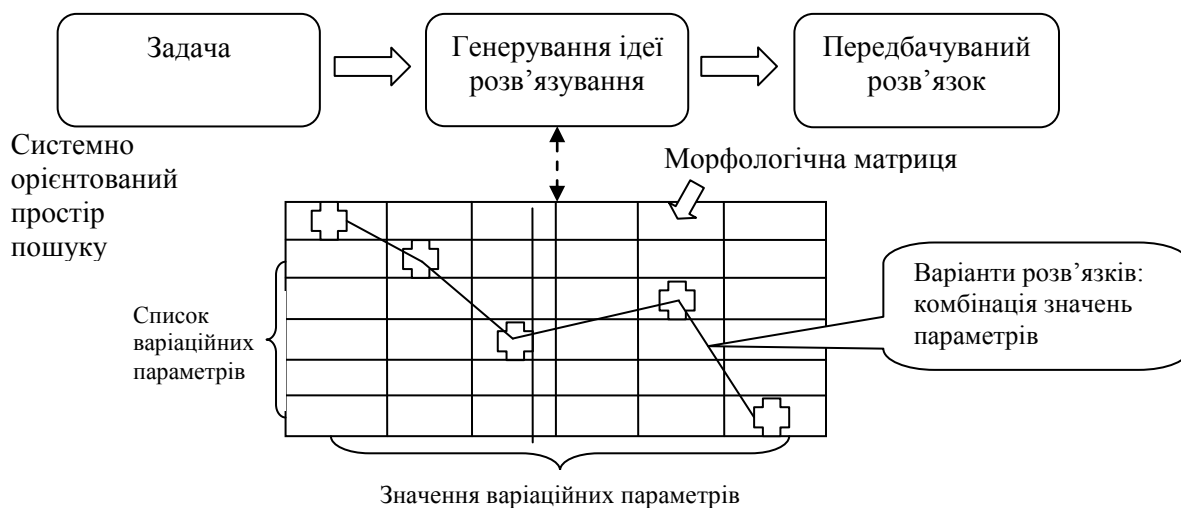 Задача
Генерування ідеї
розв’язування
Передбачуваний
розв’язок
Системно
орієнтований
простір
пошуку
Морфологічна матриця
Варіанти розв’язків:
комбінація значень
параметрів
Список
варіаційних
параметрів
Значення варіаційних параметрів